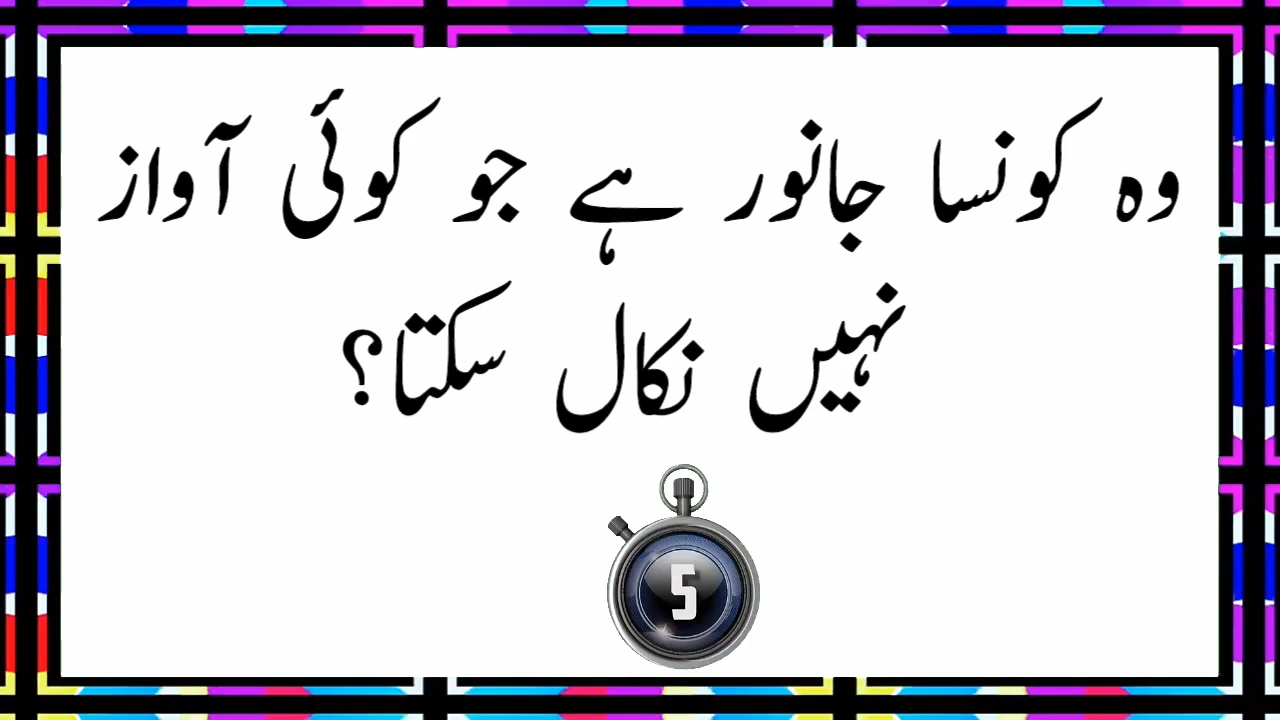 وہ کونسا جانور ہے جو کوئی آواز
نہیں نکال سکتا؟
5